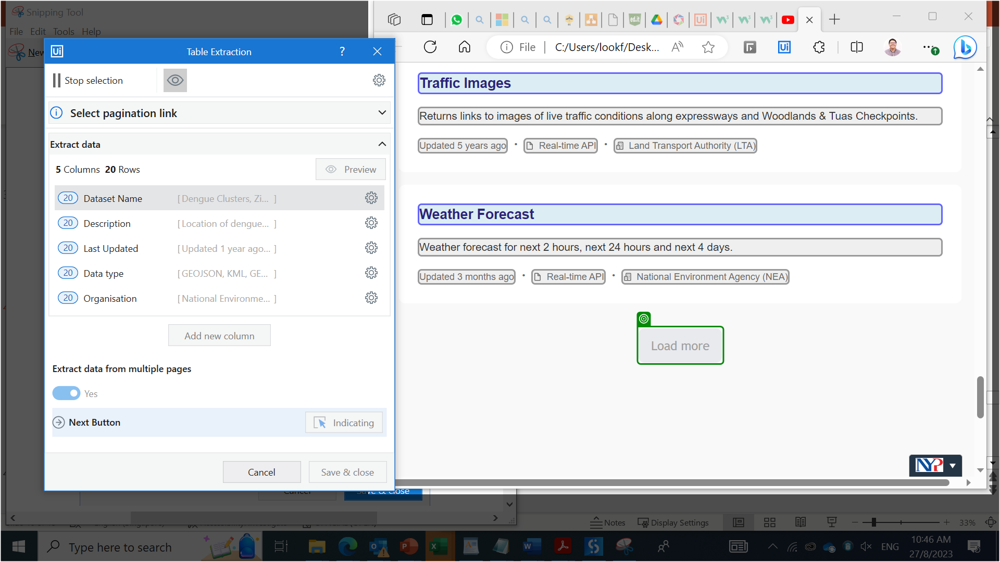 Snipping Tool
File Edit Tools Help
New
Ui
Table Extraction
?
Stop selection
Select pagination link
Extract data
5 Columns 20 Rows
Preview
20 Dataset Name [Dengue Clusters, Zi... ]
20 Description [Location of dengue... ]
20 Last Updated [Updated 1 year ago... ]
20 Data type [GEOJSON, KML, GE... ]
20 Organisation [National Environme... ]
Add new column
Extract data from multiple pages
Yes
Next Button
Indicating
Cancel
Save & close
File
C:/Users/lookf/Desk...
Traffic Images
Returns links to images of live traffic conditions along expressways and Woodlands & Tuas Checkpoints.
Updated 5 years ago • Real-time API • Land Transport Authority (LTA)
Weather Forecast
Weather forecast for next 2 hours, next 24 hours and next 4 days.
Updated 3 months ago • Real-time API • National Environment Agency (NEA)
Load more
NYP
Cancel
Save & close
Notes
Display Settings
33%
Type here to search
ENG
10:46 AM
27/8/2023